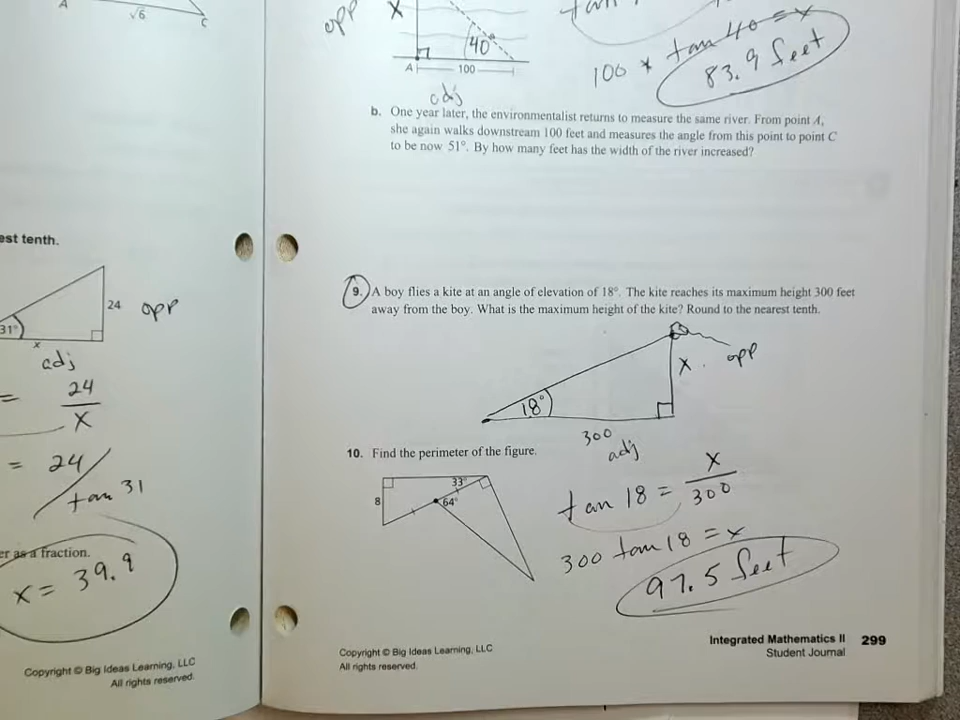 A
√6
C
est tenth.
31°
24
opp
x
adj
= 24
x
= 24
tan 31
er as a fraction.
x = 39.9
Copyright © Big Ideas Learning, LLC
All rights reserved.
opp
x
40°
A
100
adj
tan
100 * tan 40 = x
83.9 feet
b. One year later, the environmentalist returns to measure the same river. From point A,
she again walks downstream 100 feet and measures the angle from this point to point C
to be now 51°. By how many feet has the width of the river increased?
9. A boy flies a kite at an angle of elevation of 18°. The kite reaches its maximum height 300 feet
away from the boy. What is the maximum height of the kite? Round to the nearest tenth.
18°
x. opp
300
adj
10. Find the perimeter of the figure.
33°
8
64°
tan 18 = x
300
300 tan 18 = x
97.5 feet
Copyright © Big Ideas Learning, LLC
All rights reserved.
Integrated Mathematics II 299
Student Journal